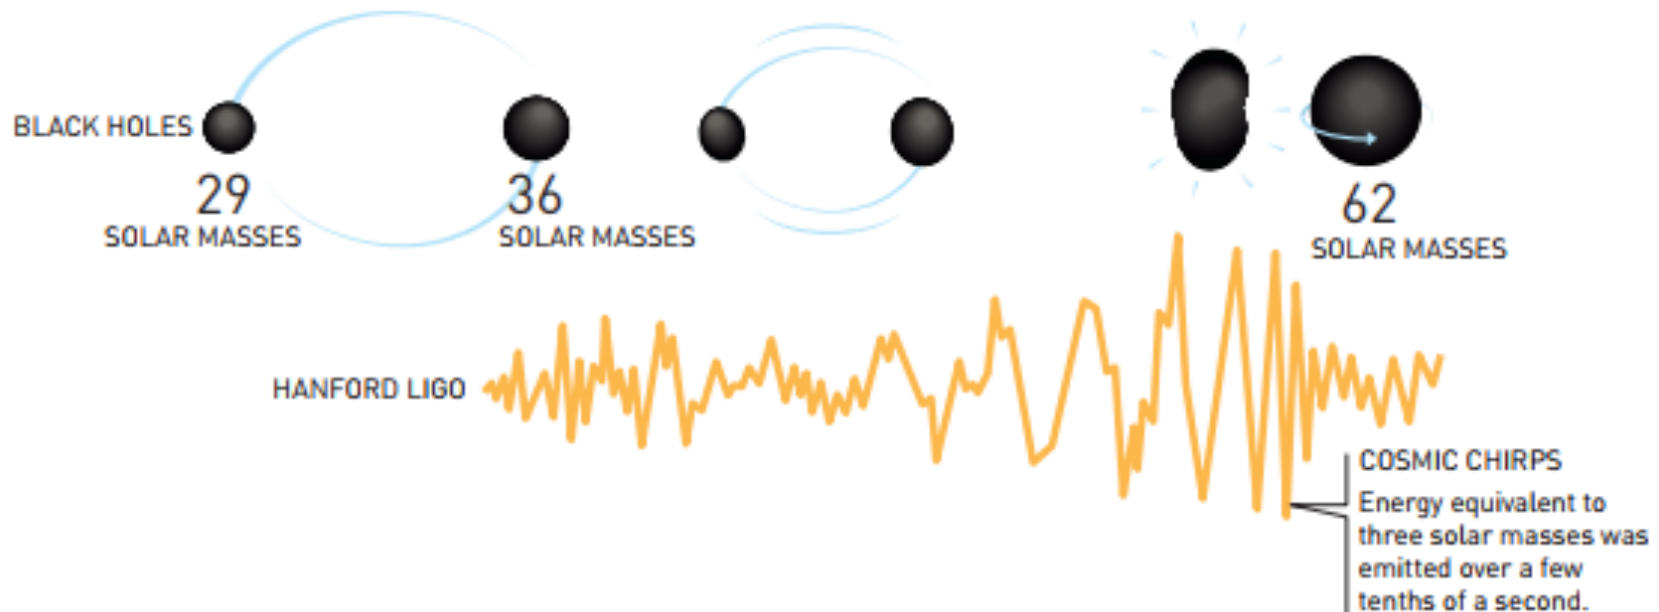 BLACK HOLES
29
SOLAR MASSES
36
SOLAR MASSES
62
SOLAR MASSES
HANFORD LIGO
COSMIC CHIRPS
Energy equivalent to
three solar masses was
emitted over a few
tenths of a second.